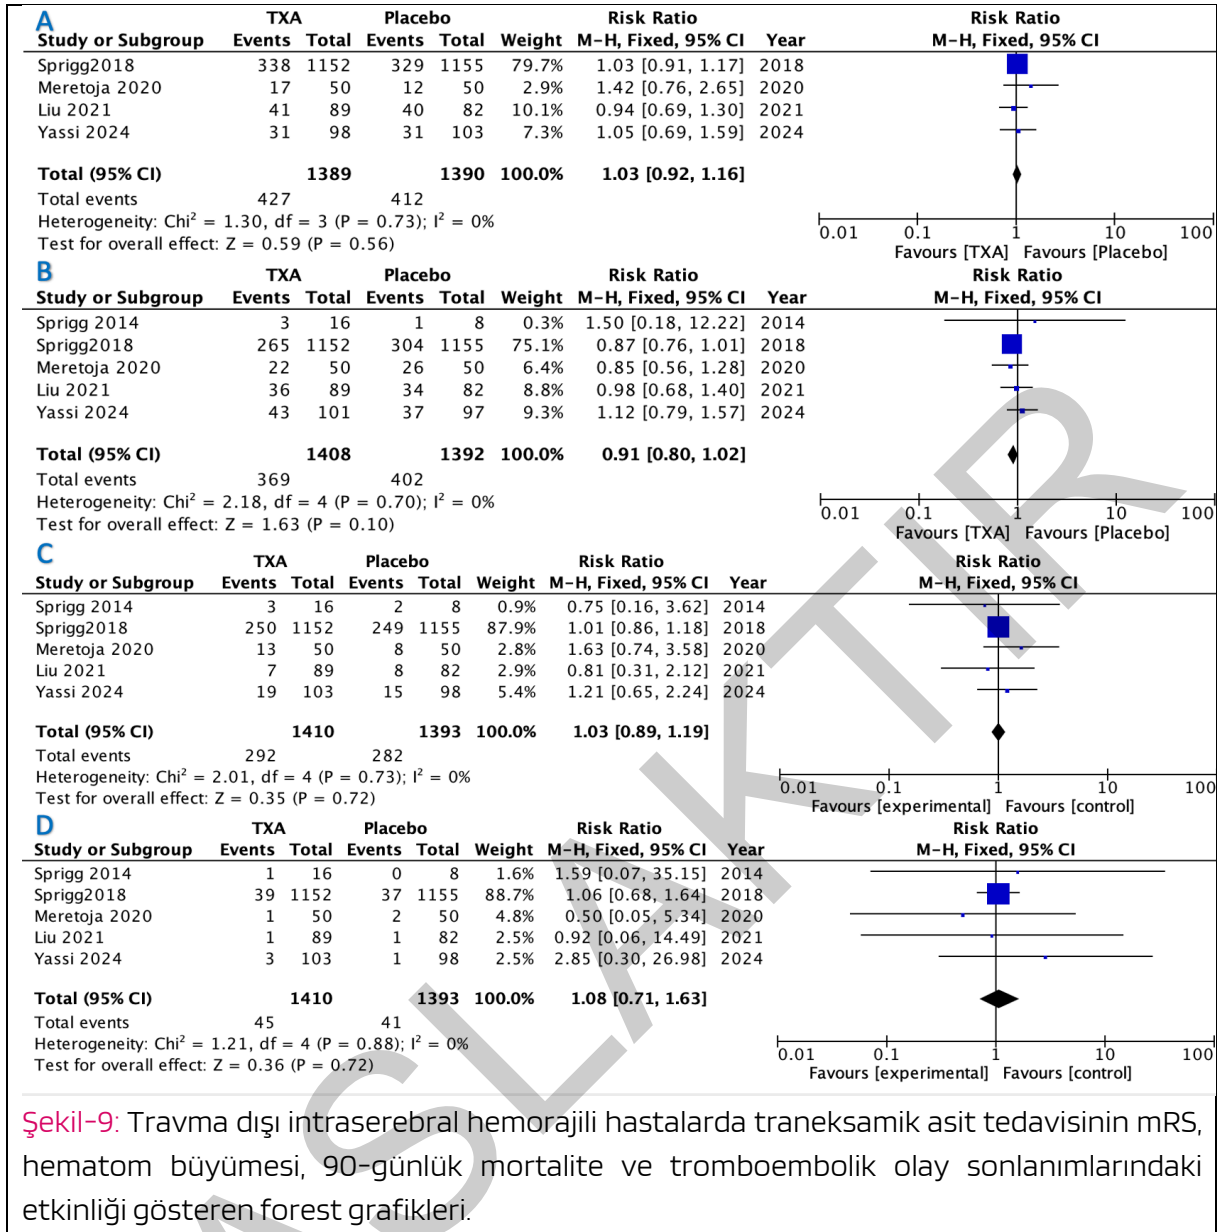 A TXA Placebo Risk Ratio Risk Ratio
Study or Subgroup Events Total Events Total Weight M-H, Fixed, 95% CI Year M-H, Fixed, 95% CI
Sprigg2018 338 1152 329 1155 79.7% 1.03 [0.91, 1.17] 2018
Meretoja 2020 17 50 12 50 2.9% 1.42 [0.76, 2.65] 2020
Liu 2021 41 89 40 82 10.1% 0.94 [0.69, 1.30] 2021
Yassi 2024 31 98 31 103 7.3% 1.05 [0.69, 1.59] 2024
Total (95% CI) 1389 1390 100.0% 1.03 [0.92, 1.16]
Total events 427 412
Heterogeneity: Chi² = 1.30, df = 3 (P = 0.73); I² = 0%
Test for overall effect: Z = 0.59 (P = 0.56)
0.01 0.1 1 10 100
Favours [TXA] Favours [Placebo]
B TXA Placebo Risk Ratio Risk Ratio
Study or Subgroup Events Total Events Total Weight M-H, Fixed, 95% CI Year M-H, Fixed, 95% CI
Sprigg 2014 3 16 1 8 0.3% 1.50 [0.18, 12.22] 2014
Sprigg2018 265 1152 304 1155 75.1% 0.87 [0.76, 1.01] 2018
Meretoja 2020 22 50 26 50 6.4% 0.85 [0.56, 1.28] 2020
Liu 2021 36 89 34 82 8.8% 0.98 [0.68, 1.40] 2021
Yassi 2024 43 101 37 97 9.3% 1.12 [0.79, 1.57] 2024
Total (95% CI) 1408 1392 100.0% 0.91 [0.80, 1.02]
Total events 369 402
Heterogeneity: Chi² = 2.18, df = 4 (P = 0.70); I² = 0%
Test for overall effect: Z = 1.63 (P = 0.10)
0.01 0.1 1 10 100
Favours [TXA] Favours [Placebo]
C TXA Placebo Risk Ratio Risk Ratio
Study or Subgroup Events Total Events Total Weight M-H, Fixed, 95% CI Year M-H, Fixed, 95% CI
Sprigg 2014 3 16 2 8 0.9% 0.75 [0.16, 3.62] 2014
Sprigg2018 250 1152 249 1155 87.9% 1.01 [0.86, 1.18] 2018
Meretoja 2020 13 50 8 50 2.8% 1.63 [0.74, 3.58] 2020
Liu 2021 7 89 8 82 2.9% 0.81 [0.31, 2.12] 2021
Yassi 2024 19 103 15 98 5.4% 1.21 [0.65, 2.24] 2024
Total (95% CI) 1410 1393 100.0% 1.03 [0.89, 1.19]
Total events 292 282
Heterogeneity: Chi² = 2.01, df = 4 (P = 0.73); I² = 0%
Test for overall effect: Z = 0.35 (P = 0.72)
0.01 0.1 1 10 100
Favours [experimental] Favours [control]
D TXA Placebo Risk Ratio Risk Ratio
Study or Subgroup Events Total Events Total Weight M-H, Fixed, 95% CI Year M-H, Fixed, 95% CI
Sprigg 2014 1 16 0 8 1.6% 1.59 [0.07, 35.15] 2014
Sprigg2018 39 1152 37 1155 88.7% 1.06 [0.68, 1.64] 2018
Meretoja 2020 1 50 2 50 4.8% 0.50 [0.05, 5.34] 2020
Liu 2021 1 89 1 82 2.5% 0.92 [0.06, 14.49] 2021
Yassi 2024 3 103 1 98 2.5% 2.85 [0.30, 26.98] 2024
Total (95% CI) 1410 1393 100.0% 1.08 [0.71, 1.63]
Total events 45 41
Heterogeneity: Chi² = 1.21, df = 4 (P = 0.88); I² = 0%
Test for overall effect: Z = 0.36 (P = 0.72)
0.01 0.1 1 10 100
Favours [experimental] Favours [control]
Şekil-9: Travma dışı intraserebral hemorajili hastalarda traneksamik asit tedavisinin mRS,
hematom büyümesi, 90-günlük mortalite ve tromboembolik olay sonlanımlarındaki
etkinliği gösteren forest grafikleri.
ASLAKTIR